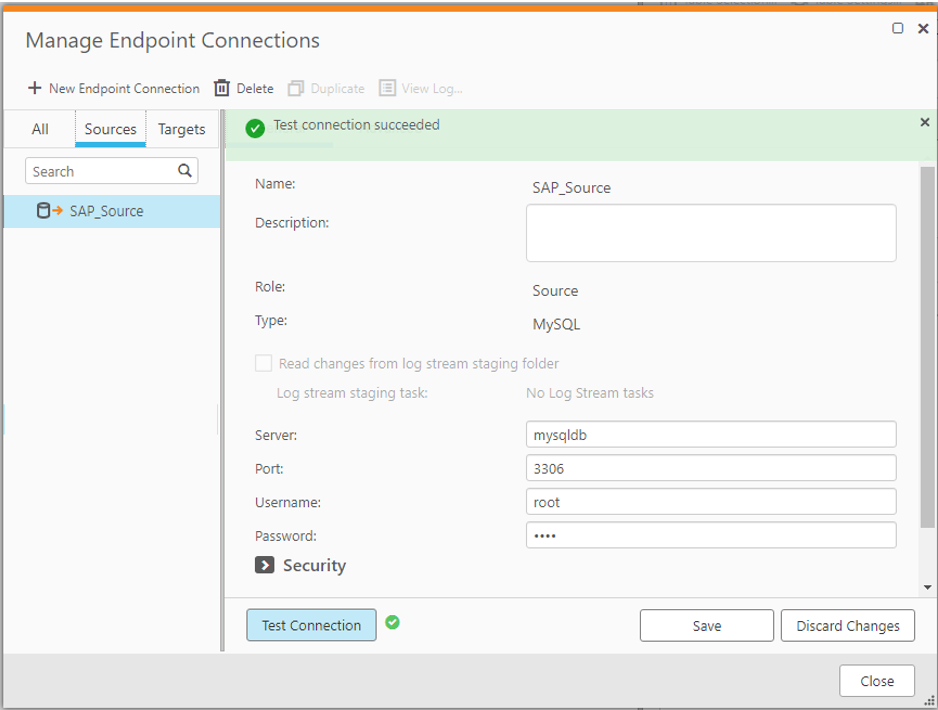 Manage Endpoint Connections
New Endpoint Connection Delete Duplicate View Log...
All Sources Targets
Test connection succeeded
Search
SAP_Source
Name: SAP_Source
Description:
Role: Source
Type: MySQL
Read changes from log stream staging folder
Log stream staging task: No Log Stream tasks
Server: mysqldb
Port: 3306
Username: root
Password: ••••
Security
Test Connection Save Discard Changes
Close